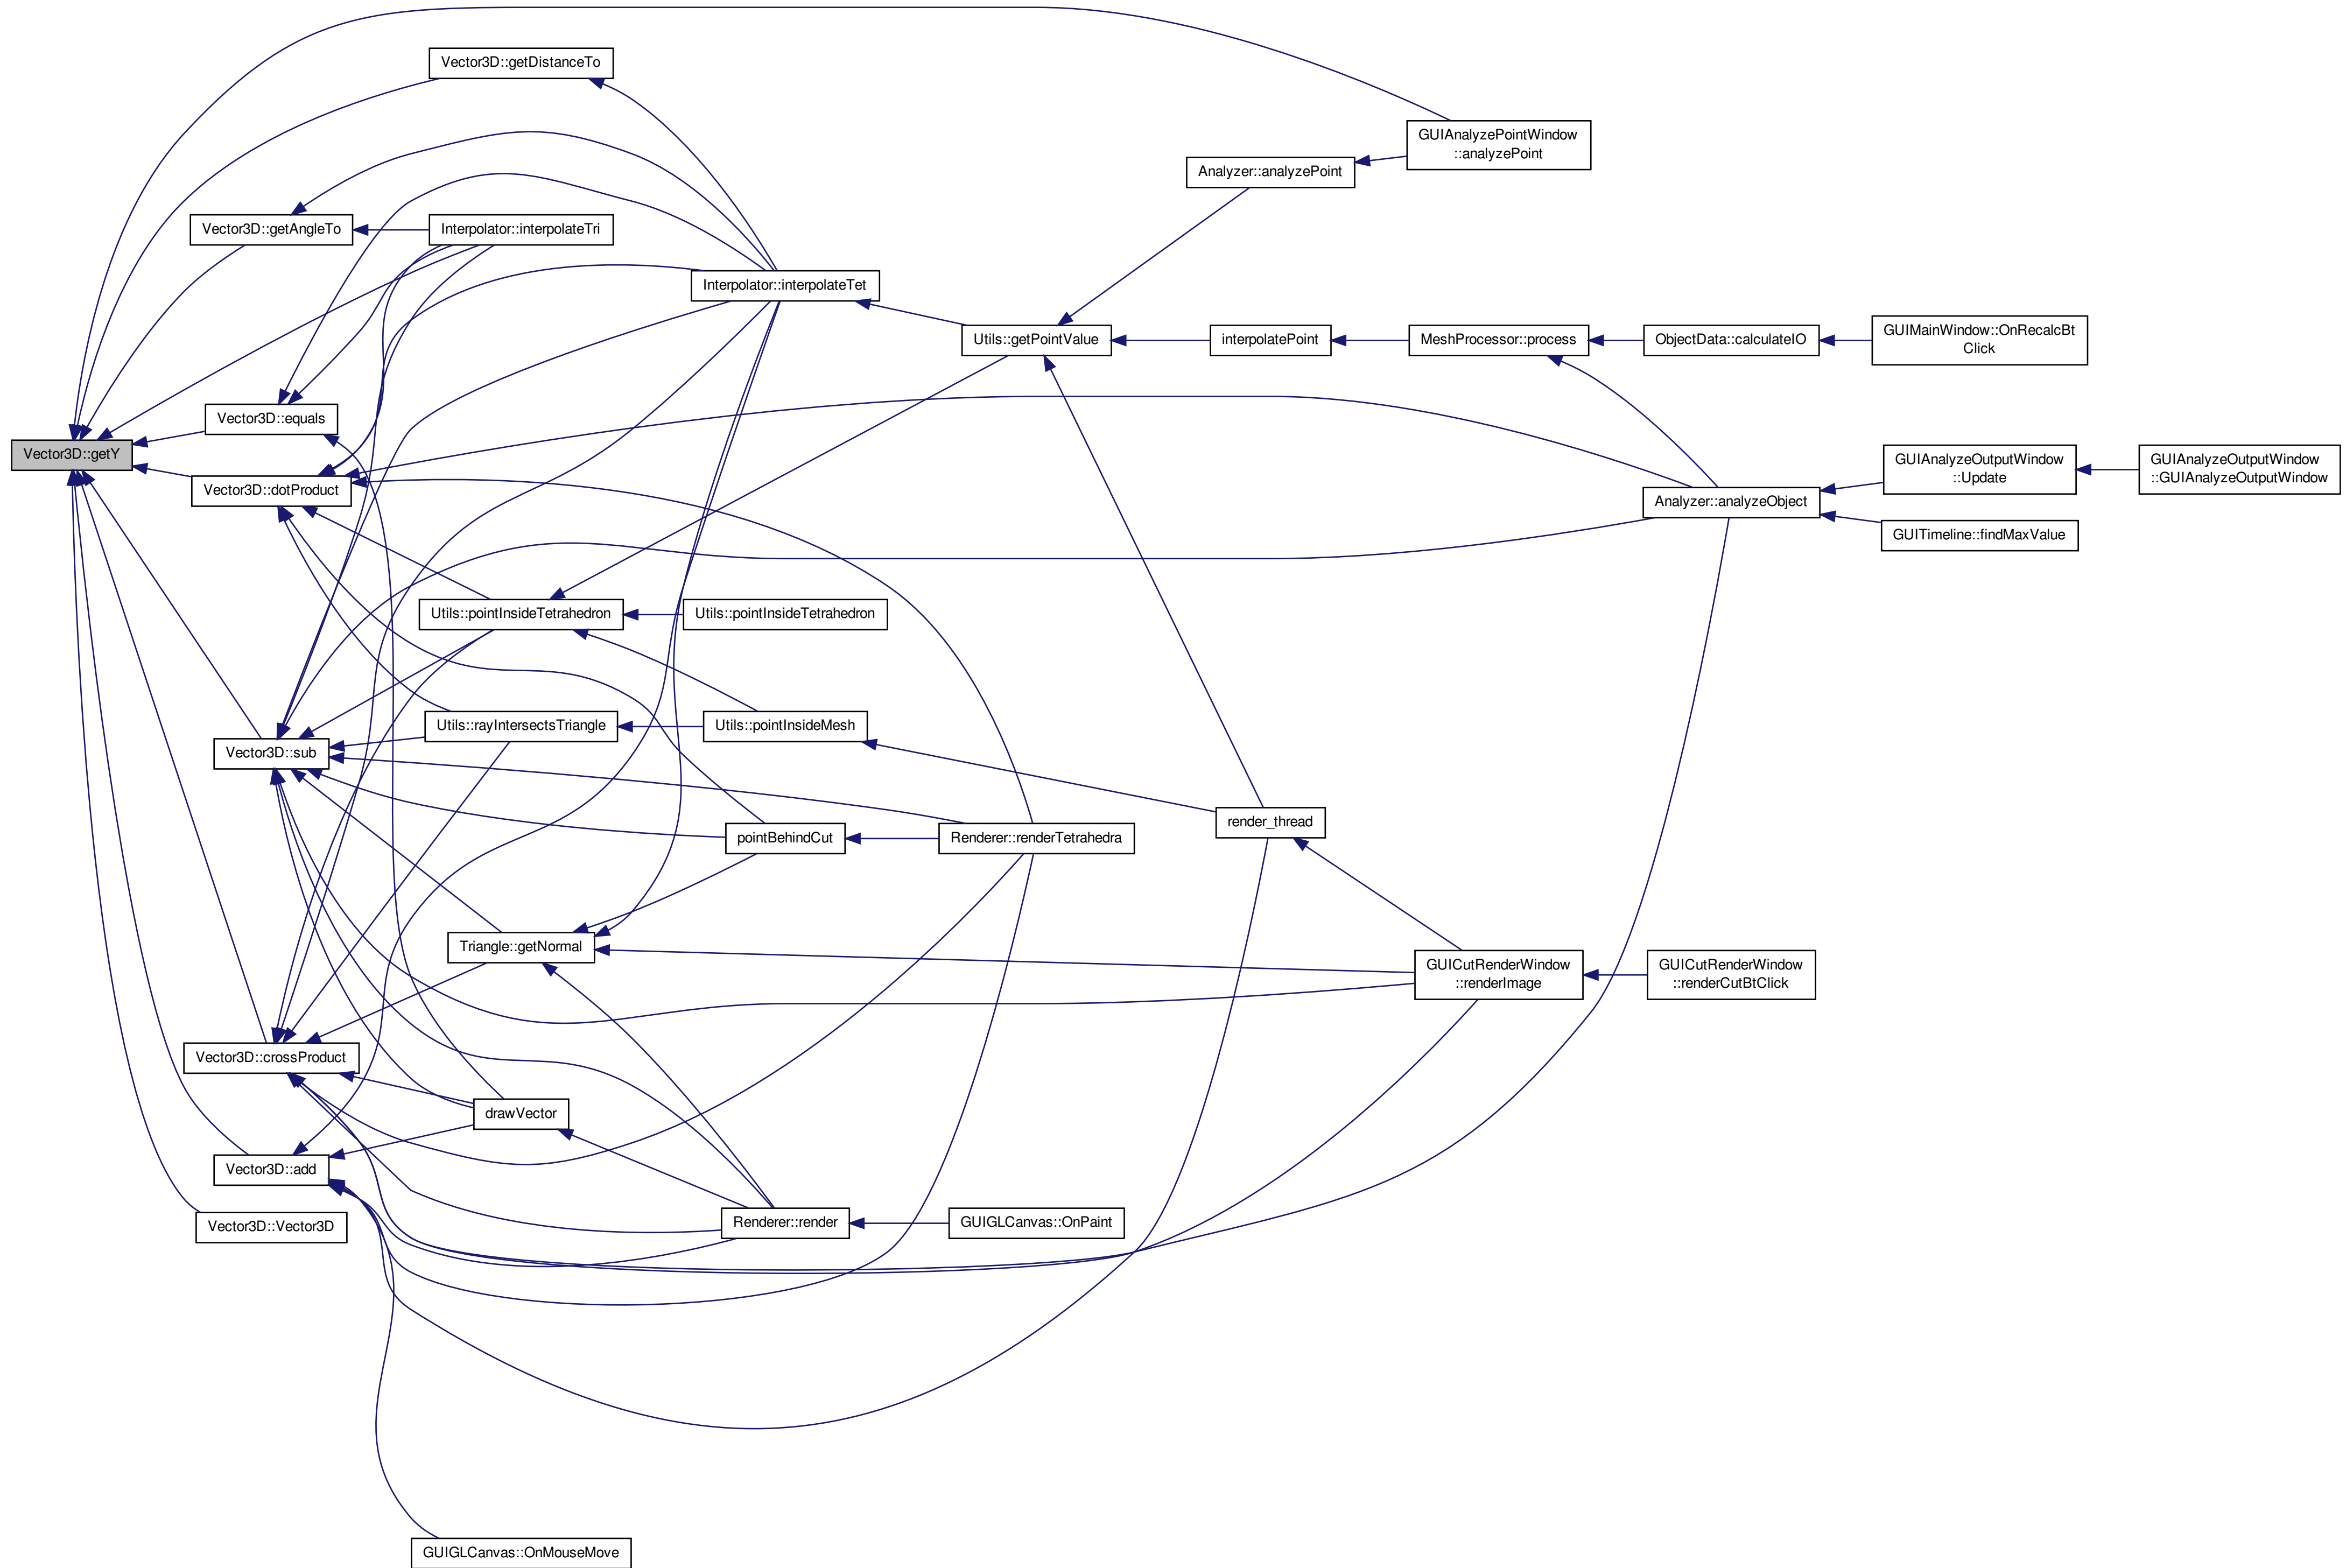 Vector3D::getDistanceTo
GUIAnalyzePointWindow
::analyzePoint
Analyzer::analyzePoint
Vector3D::getAngleTo
Interpolator::interpolateTri
Interpolator::interpolateTet
Utils::getPointValue
interpolatePoint
MeshProcessor::process
ObjectData::calculateIO
GUIMainWindow::OnRecalcBt
Click
Vector3D::equals
Vector3D::getY
Vector3D::dotProduct
Analyzer::analyzeObject
GUIAnalyzeOutputWindow
::Update
GUIAnalyzeOutputWindow
::GUIAnalyzeOutputWindow
GUITimeline::findMaxValue
Utils::pointInsideTetrahedron
Utils::pointInsideTetrahedron
Utils::rayIntersectsTriangle
Utils::pointInsideMesh
Vector3D::sub
pointBehindCut
Renderer::renderTetrahedra
render_thread
Triangle::getNormal
GUICutRenderWindow
::renderImage
GUICutRenderWindow
::renderCutBtClick
Vector3D::crossProduct
drawVector
Vector3D::add
Vector3D::Vector3D
Renderer::render
GUIGLCanvas::OnPaint
GUIGLCanvas::OnMouseMove